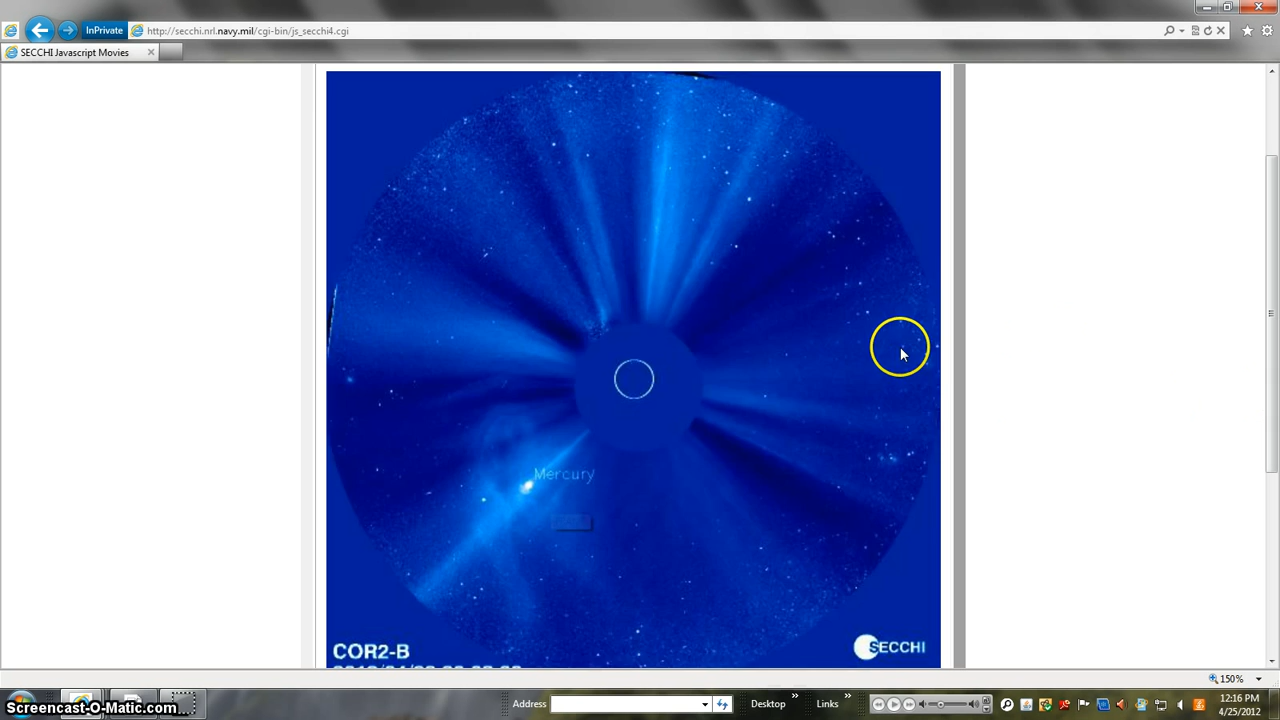 InPrivate
http://secchi.nrl.navy.mil/cgi-bin/js_secchi4.cgi
SECCHI Javascript Movies
Mercury
COR2-B
SECCHI
150%
Address
Desktop
Links
12:16 PM
4/25/2012
Screencast-O-Matic.com